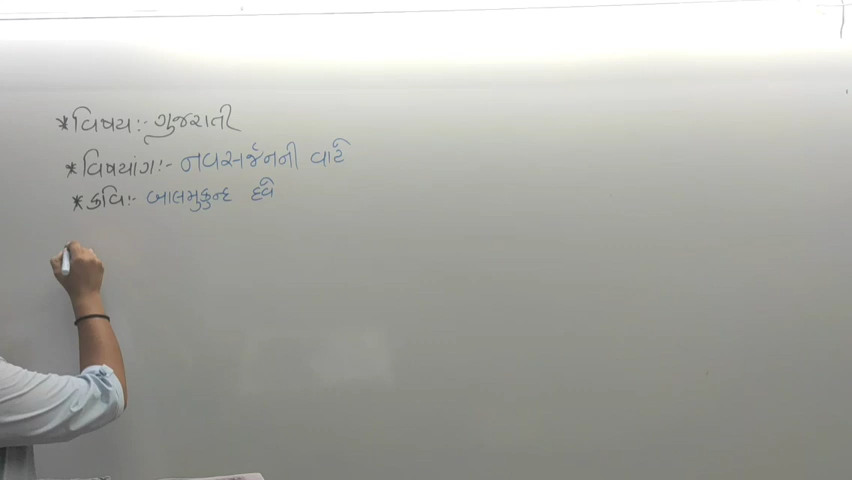 * વિષય:- ગુજરાતી
* વિષયાંગ:- નવસર્જનની વાટે
* કવિ:- બાલમુકુન્દ દવે